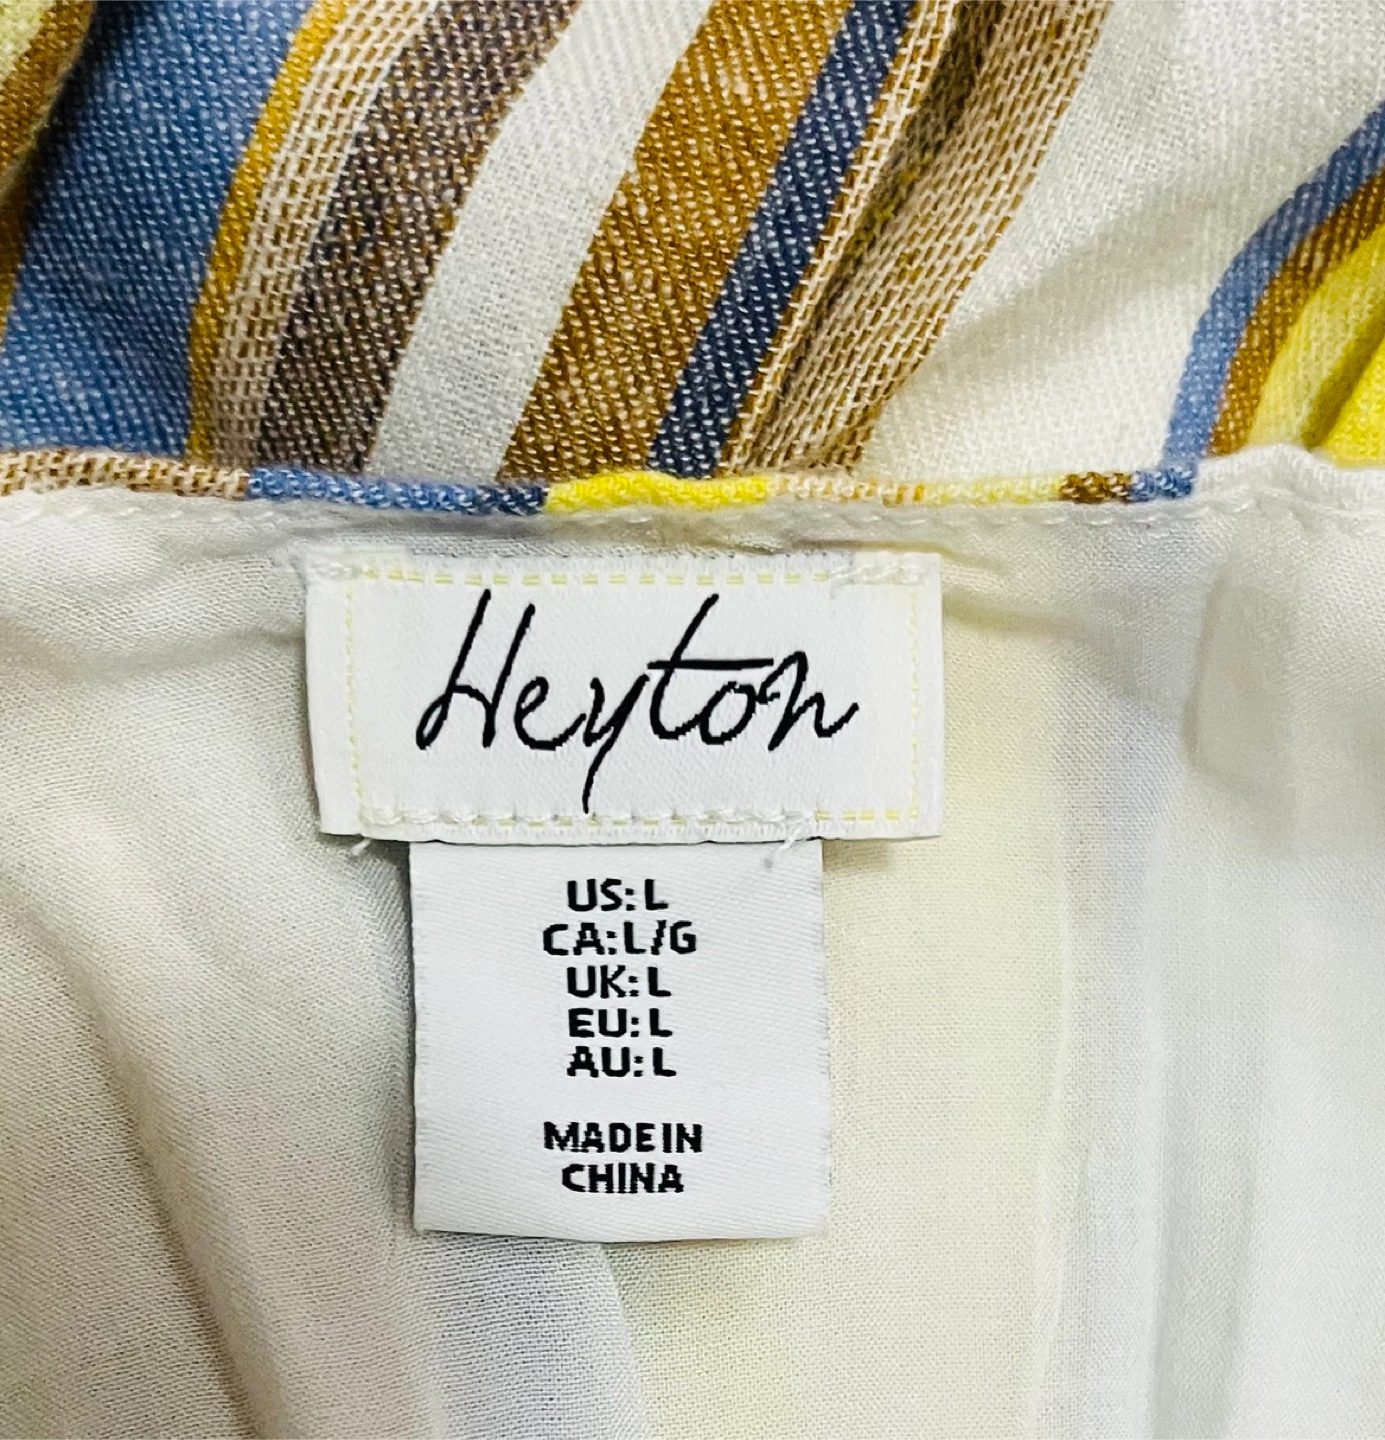 Heyton
US: L
CA: L/G
UK: L
EU: L
AU: L
MADE IN
CHINA